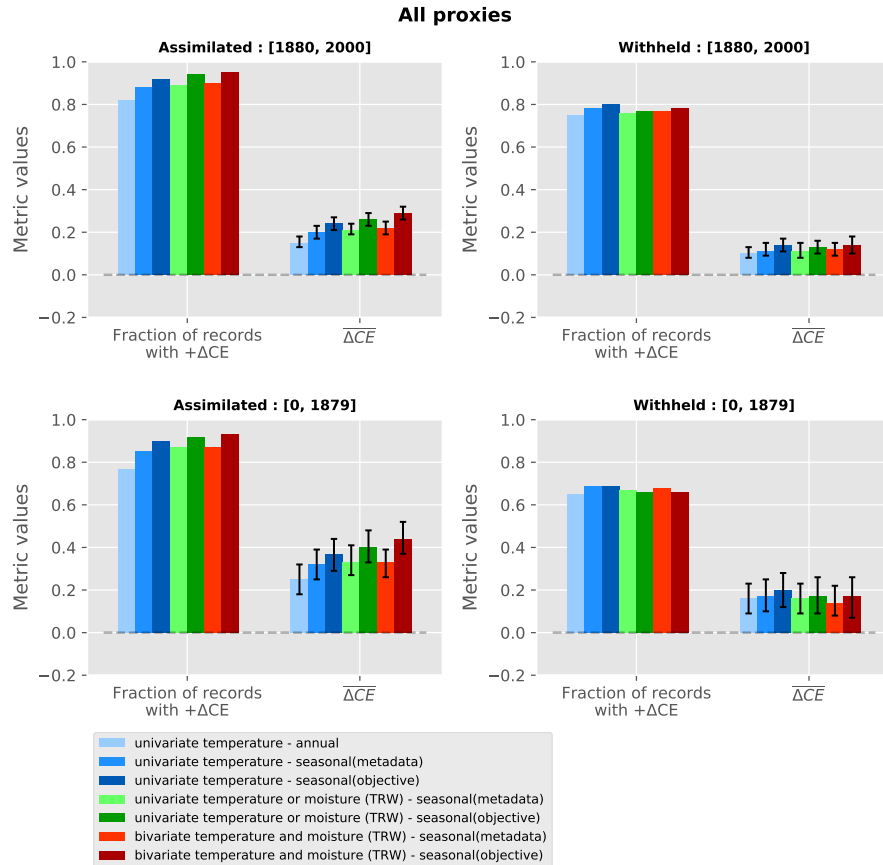 All proxies
Assimilated : [1880, 2000]
Withheld : [1880, 2000]
1.0
0.8
0.6
0.4
0.2
0.0
−0.2
Metric values
Fraction of records
with +ΔCE
ΔCE
1.0
0.8
0.6
0.4
0.2
0.0
−0.2
Metric values
Fraction of records
with +ΔCE
ΔCE
Assimilated : [0, 1879]
Withheld : [0, 1879]
1.0
0.8
0.6
0.4
0.2
0.0
−0.2
Metric values
Fraction of records
with +ΔCE
ΔCE
1.0
0.8
0.6
0.4
0.2
0.0
−0.2
Metric values
Fraction of records
with +ΔCE
ΔCE
univariate temperature - annual
univariate temperature - seasonal(metadata)
univariate temperature - seasonal(objective)
univariate temperature or moisture (TRW) - seasonal(metadata)
univariate temperature or moisture (TRW) - seasonal(objective)
bivariate temperature and moisture (TRW) - seasonal(metadata)
bivariate temperature and moisture (TRW) - seasonal(objective)